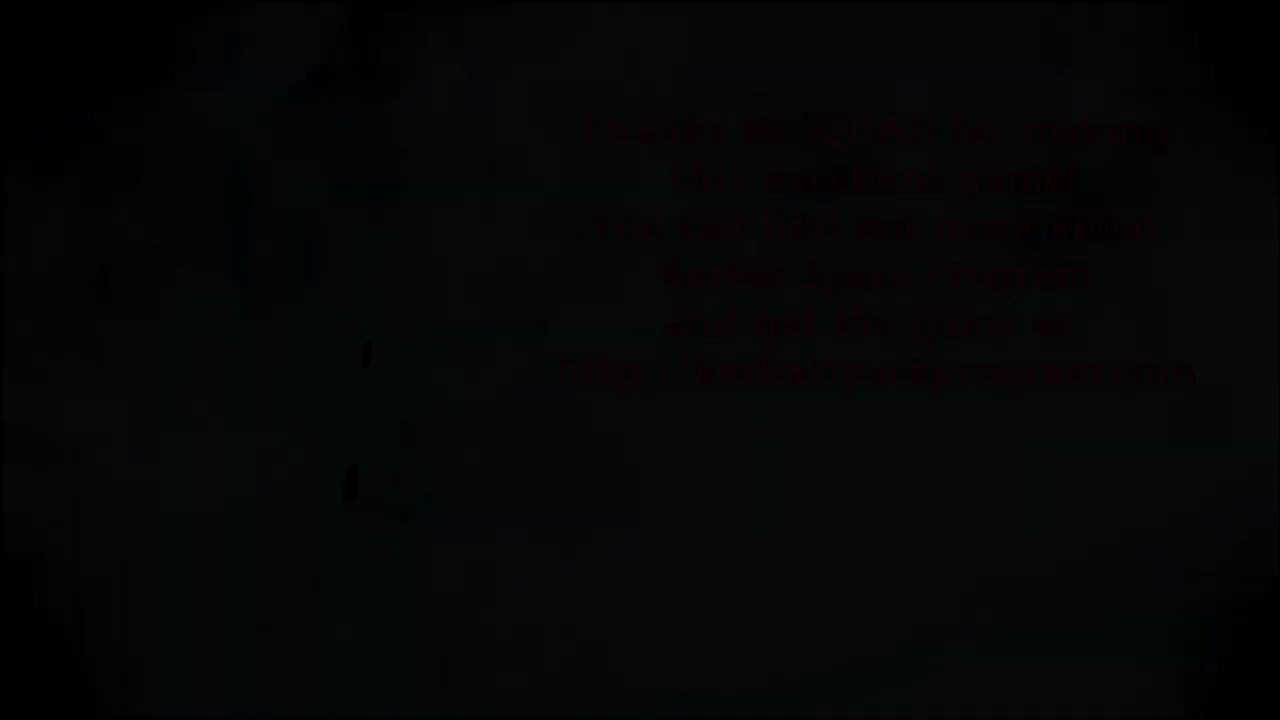 Thanks to SQUAD for making
this excellent game!
You can find out more about
Kerbal Space Program
and get the game at
http://kerbalspaceprogram.com